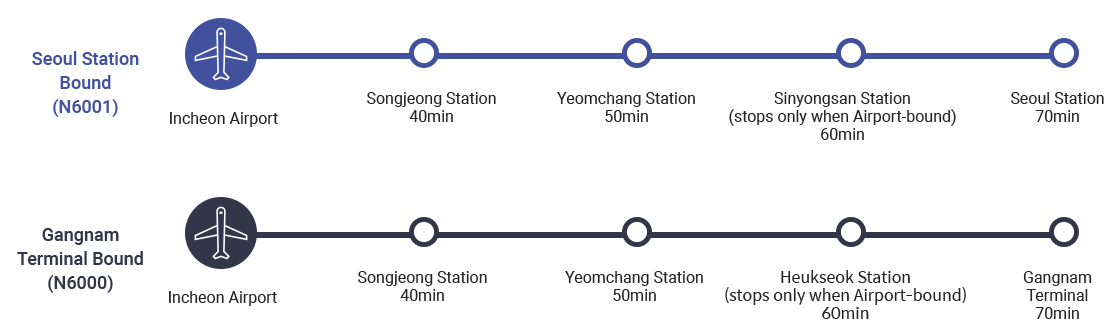 Seoul Station
Bound
(N6001)
Incheon Airport
Songjeong Station
40min
Yeomchang Station
50min
Sinyongsan Station
(stops only when Airport-bound)
60min
Seoul Station
70min
Gangnam
Terminal Bound
(N6000)
Incheon Airport
Songjeong Station
40min
Yeomchang Station
50min
Heukseok Station
(stops only when Airport-bound)
60min
Gangnam
Terminal
70min